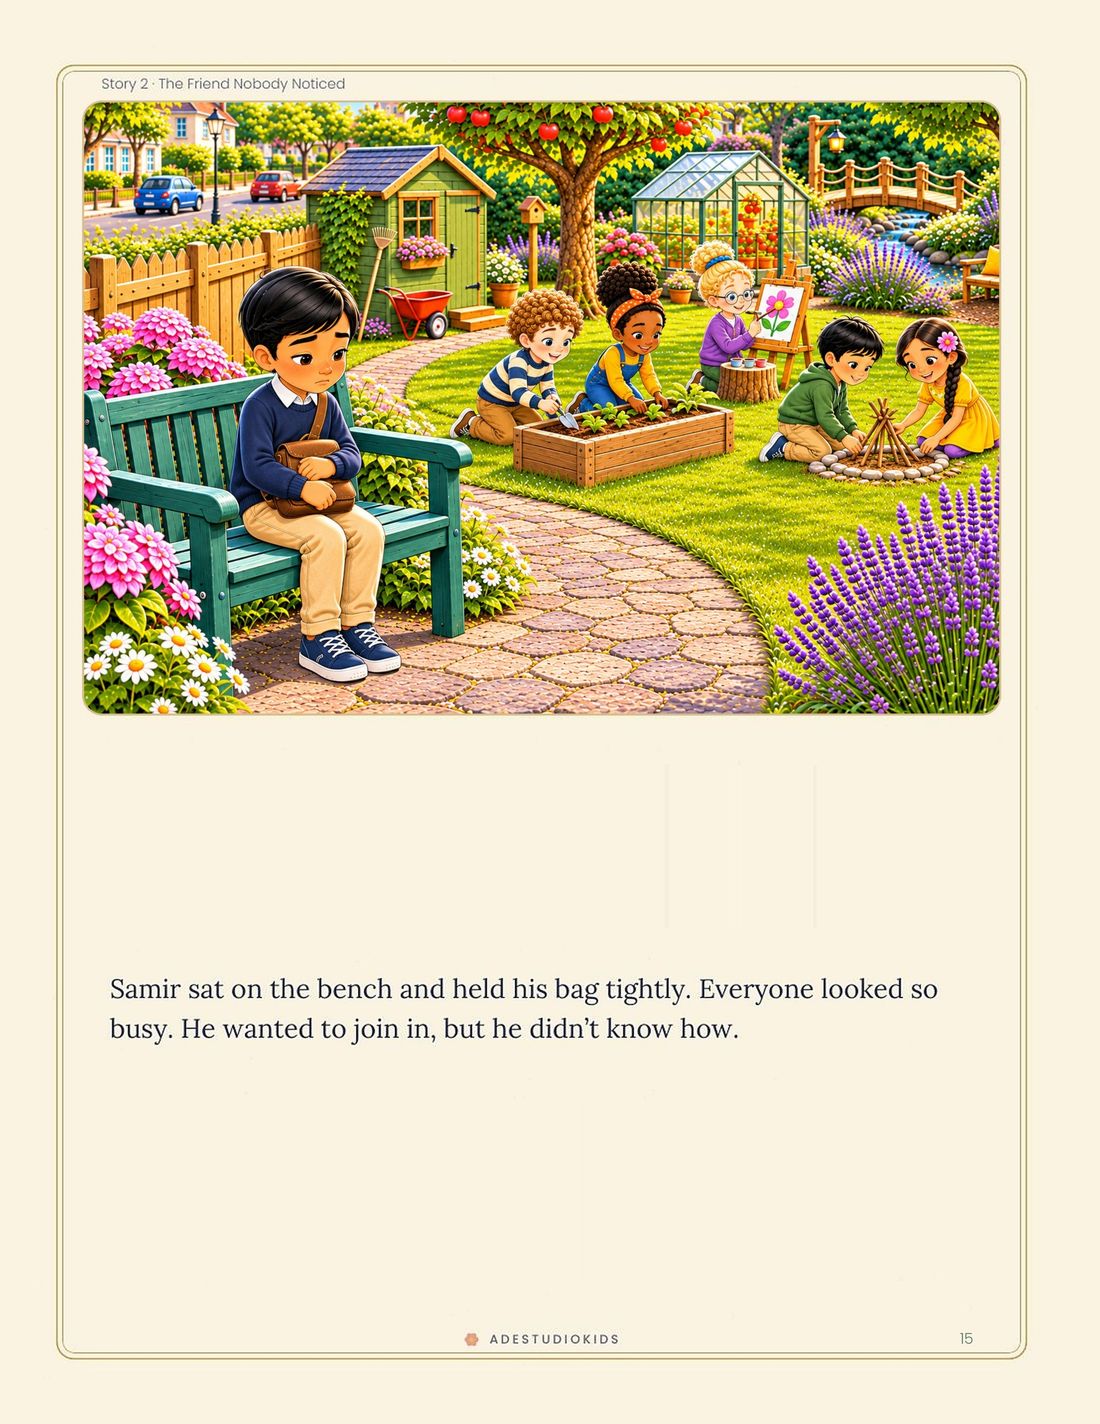 Story 2 · The Friend Nobody Noticed
Samir sat on the bench and held his bag tightly. Everyone looked so
busy. He wanted to join in, but he didn’t know how.
ADESTUDIOKIDS
15